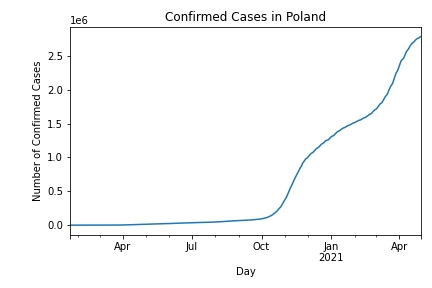 Confirmed Cases in Poland
1e6
Number of Confirmed Cases
2.5
2.0
1.5
1.0
0.5
0.0
Apr Jul Oct Jan Apr
2021
Day